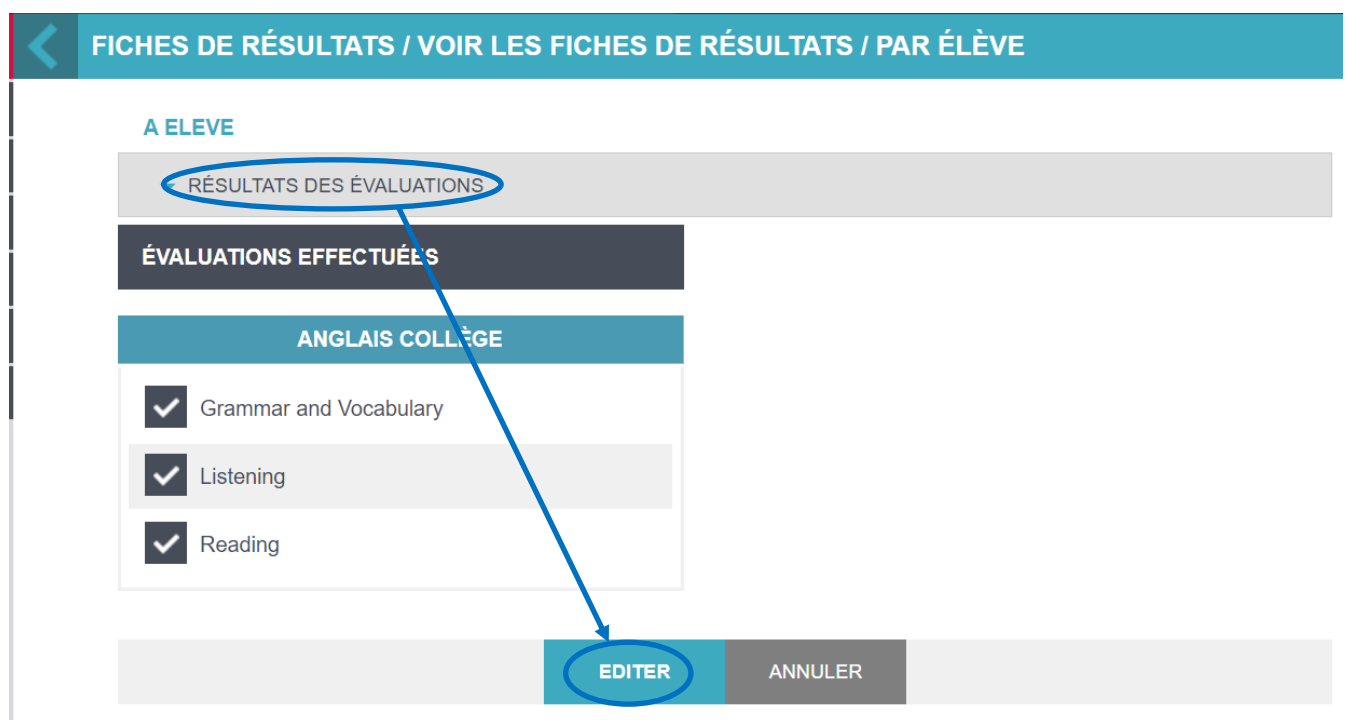 FICHES DE RÉSULTATS / VOIR LES FICHES DE RÉSULTATS / PAR ÉLÈVE
A ELEVE
RÉSULTATS DES ÉVALUATIONS
ÉVALUATIONS EFFECTUÉES
ANGLAIS COLLÈGE
Grammar and Vocabulary
Listening
Reading
EDITER
ANNULER